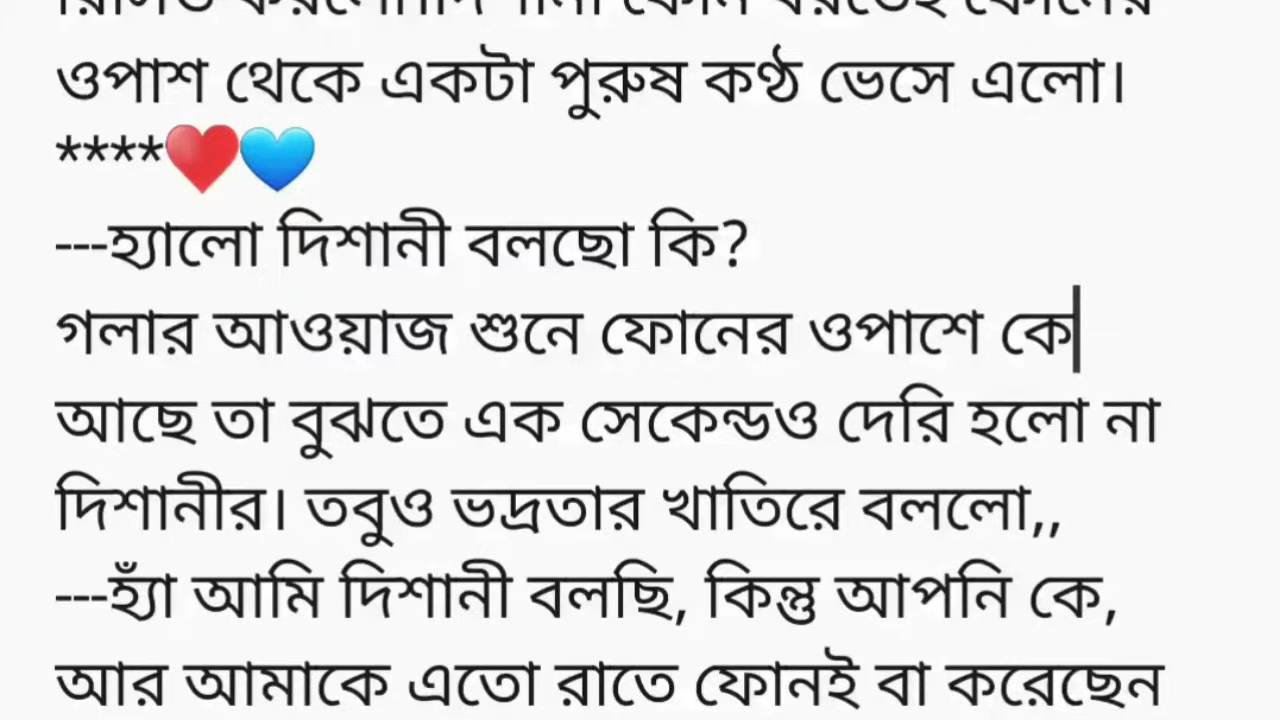 ওপাশ থেকে একটা পুরুষ কণ্ঠ ভেসে এলো।
****♥️💙
---হ্যালো দিশানী বলছো কি?
গলার আওয়াজ শুনে ফোনের ওপাশে কে
আছে তা বুঝতে এক সেকেন্ডও দেরি হলো না
দিশানীর। তবুও ভদ্রতার খাতিরে বললো,,
---হ্যাঁ আমি দিশানী বলছি, কিন্তু আপনি কে,
আর আমাকে এতো রাতে ফোনই বা করেছেন